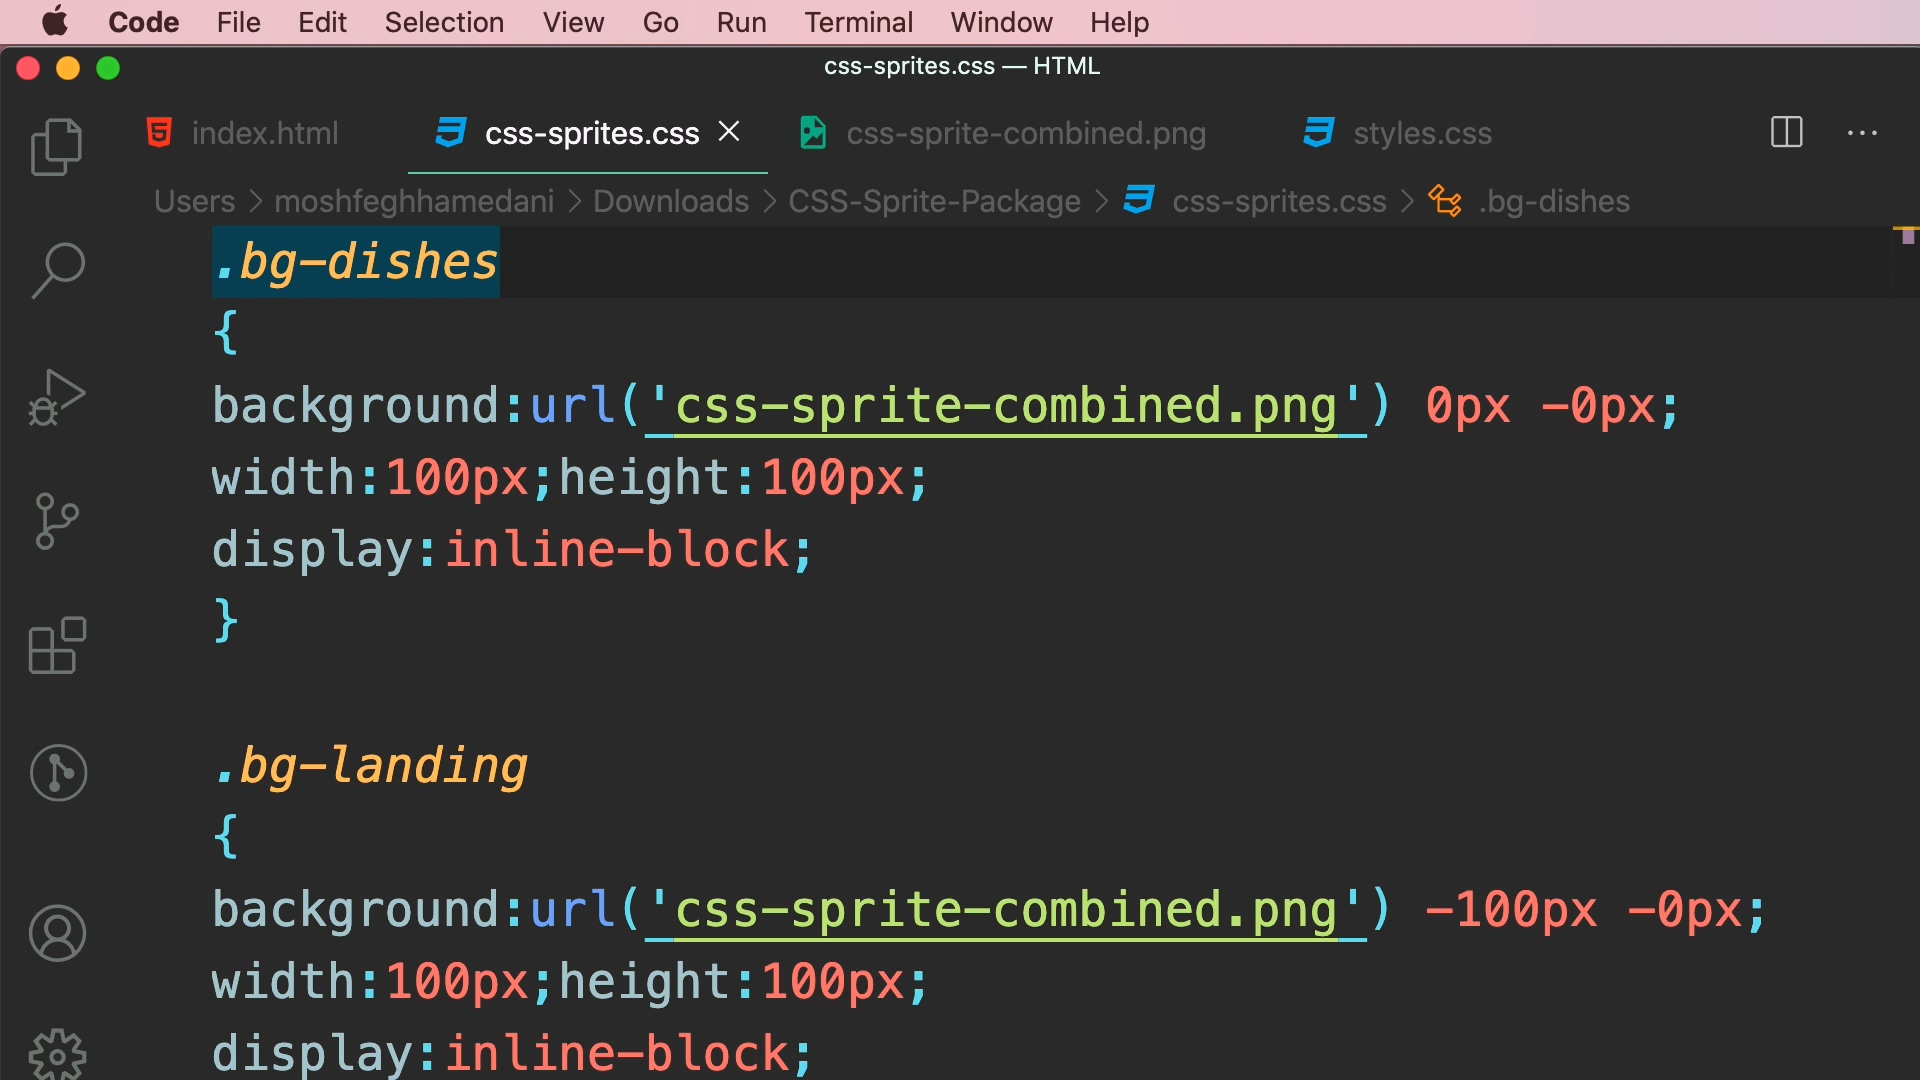 Code File Edit Selection View Go Run Terminal Window Help
css-sprites.css — HTML
index.html css-sprites.css css-sprite-combined.png styles.css
Users > moshfeghhamedani > Downloads > CSS-Sprite-Package > css-sprites.css > .bg-dishes
.bg-dishes
{
background:url('css-sprite-combined.png') 0px -0px;
width:100px;height:100px;
display:inline-block;
}
.bg-landing
{
background:url('css-sprite-combined.png') -100px -0px;
width:100px;height:100px;
display:inline-block;